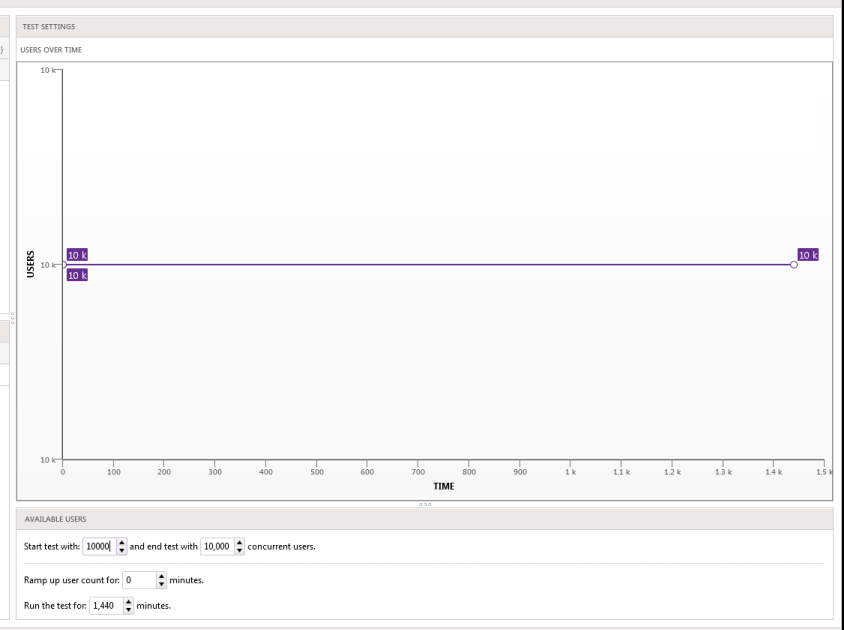 TEST SETTINGS
}
USERS OVER TIME
10 k
10 k
10 k
USERS
10 k
10 k
10 k
0 100 200 300 400 500 600 700 800 900 1 k 1.1 k 1.2 k 1.3 k 1.4 k 1.5 k
TIME
AVAILABLE USERS
Start test with: 10000 and end test with 10,000 concurrent users.
Ramp up user count for: 0 minutes.
Run the test for: 1,440 minutes.